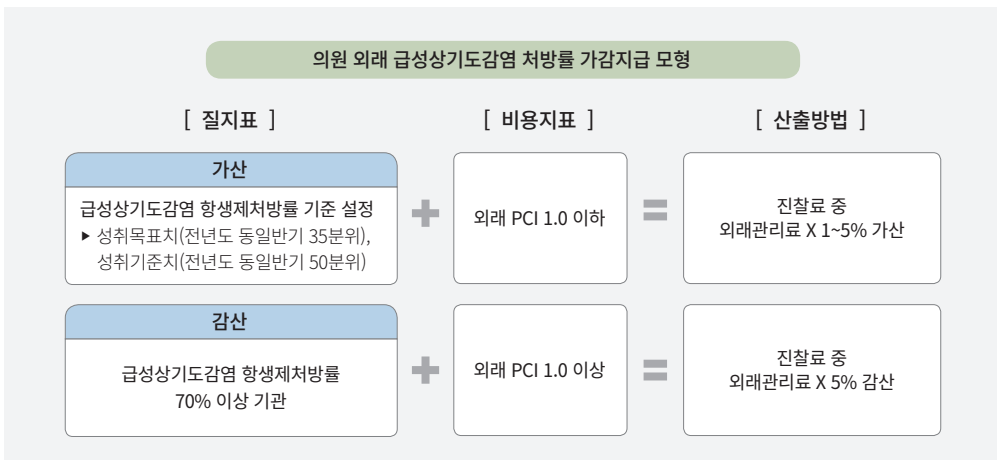 의원 외래 급성상기도감염 처방률 가감지급 모형
[ 질지표 ]
[ 비용지표 ]
[ 산출방법 ]
가산
급성상기도감염 항생제처방률 기준 설정
▶ 성취목표치(전년도 동일반기 35분위),
성취기준치(전년도 동일반기 50분위)
+
외래 PCI 1.0 이하
=
진찰료 중
외래관리료 X 1~5% 가산
감산
급성상기도감염 항생제처방률
70% 이상 기관
+
외래 PCI 1.0 이상
=
진찰료 중
외래관리료 X 5% 감산